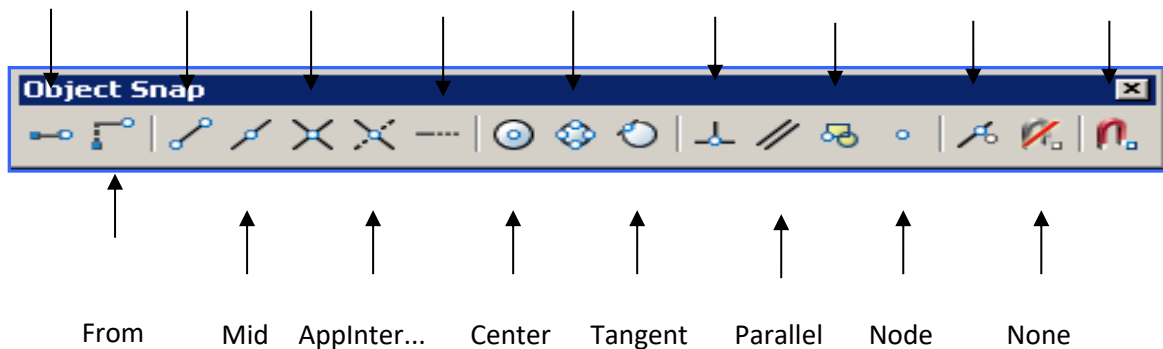 Object Snap
From Mid AppInter... Center Tangent Parallel Node None